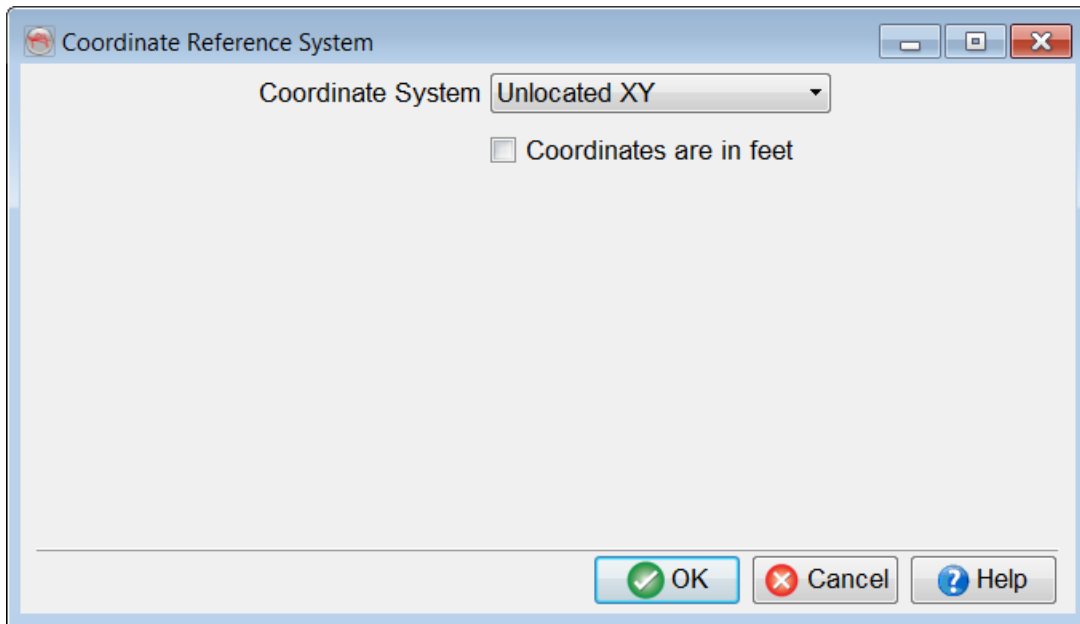 Coordinate Reference System
Coordinate System Unlocated XY
Coordinates are in feet
OK Cancel Help